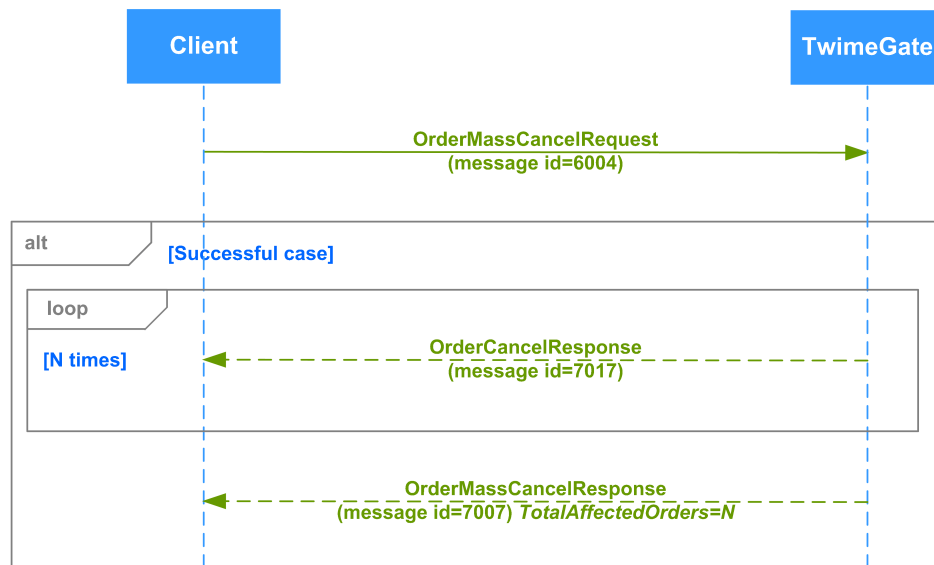 Client
TwimeGate
OrderMassCancelRequest
(message id=6004)
alt
[Successful case]
loop
[N times]
OrderCancelResponse
(message id=7017)
OrderMassCancelResponse
(message id=7007) TotalAffectedOrders=N